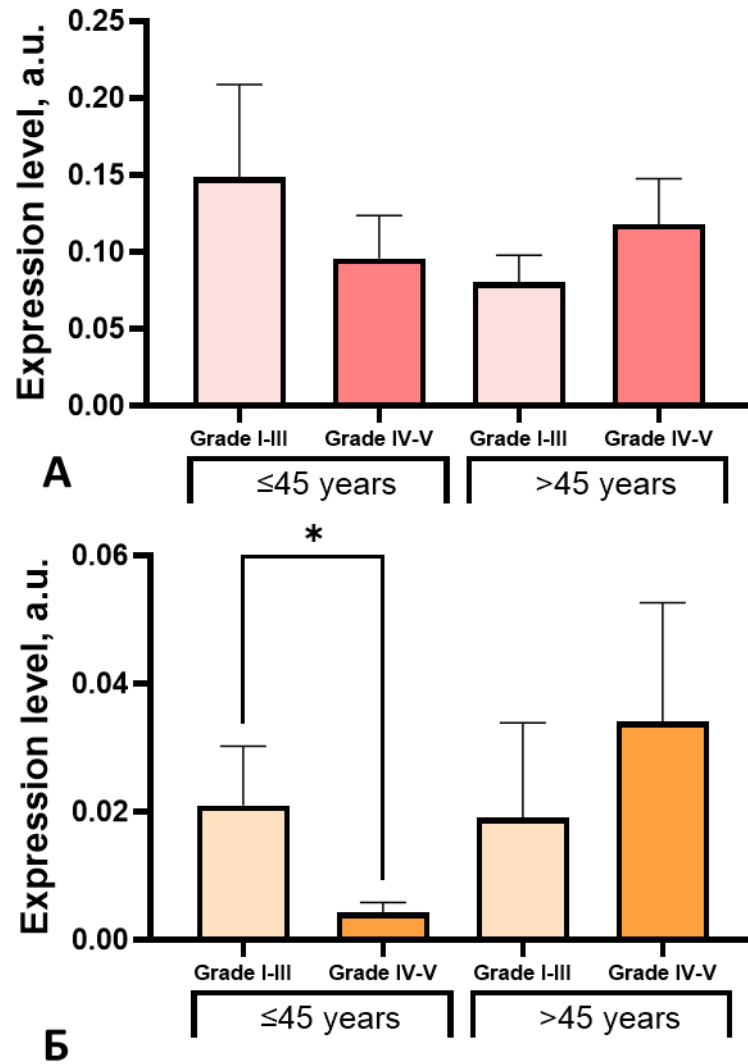 Expression level, a.u.
0.25
0.20
0.15
0.10
0.05
0.00
Grade I-III Grade IV-V Grade I-III Grade IV-V
≤45 years >45 years
А
*
Expression level, a.u.
0.06
0.04
0.02
0.00
Grade I-III Grade IV-V Grade I-III Grade IV-V
≤45 years >45 years
Б